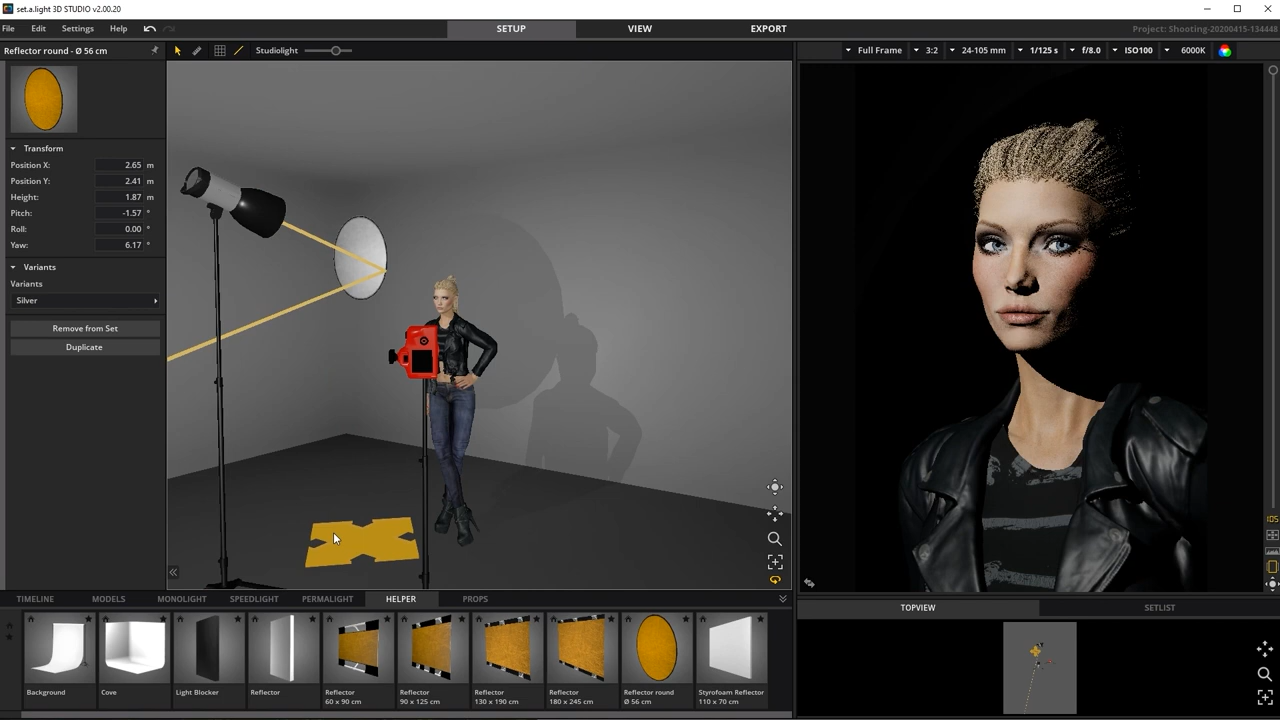 set.a.light 3D STUDIO v2.00.20
File Edit Settings Help SETUP VIEW EXPORT Project: Shooting-20200415-134448
Reflector round - Ø 56 cm Studiolight Full Frame 3:2 24-105 mm 1/125 s f/8.0 ISO100 6000K
Transform
Position X: 2.65 m
Position Y: 2.41 m
Height: 1.87 m
Pitch: -1.57 °
Roll: 0.00 °
Yaw: 6.17 °
Variants
Variants
Silver
Remove from Set
Duplicate
105
TIMELINE MODELS MONOLIGHT SPEEDLIGHT PERMALIGHT HELPER PROPS
TOPVIEW SETLIST
Background
Cove
Light Blocker
Reflector
Reflector
60 x 90 cm
Reflector
90 x 125 cm
Reflector
130 x 190 cm
Reflector
180 x 245 cm
Reflector round
Ø 56 cm
Styrofoam Reflector
110 x 70 cm